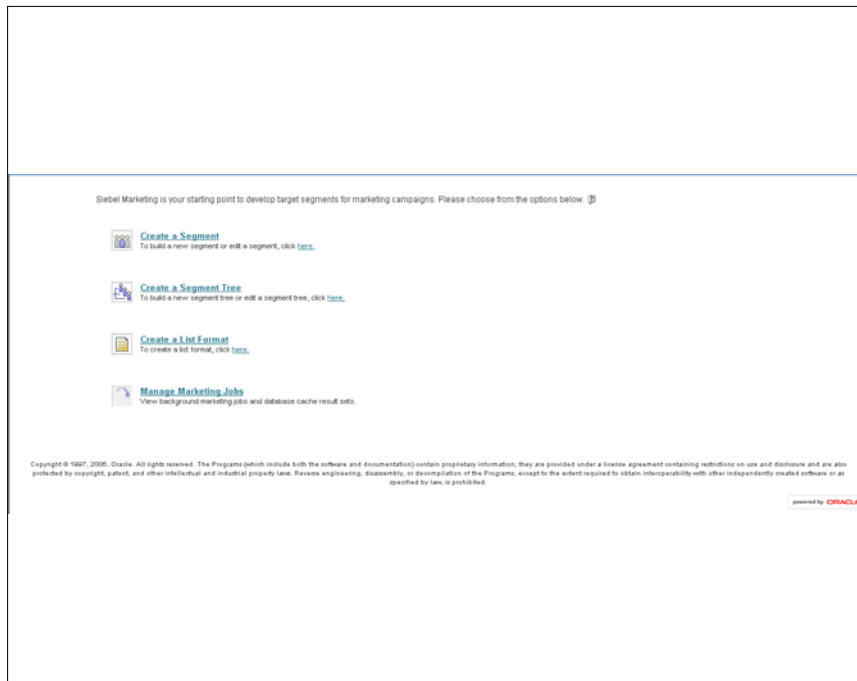 Siebel Marketing is your starting point to develop target segments for marketing campaigns. Please choose from the options below.
Create a Segment
To build a new segment or edit a segment, click here.
Create a Segment Tree
To build a new segment tree or edit a segment tree, click here.
Create a List Format
To create a list format, click here.
Manage Marketing Jobs
View background marketing jobs and database cache result sets.
Copyright © 1997, 2006, Oracle. All rights reserved. The Programs (which include both the software and documentation) contain proprietary information; they are provided under a license agreement containing restrictions on use and disclosure and are also
protected by copyright, patent, and other intellectual and industrial property laws. Reverse engineering, disassembly, or decompilation of the Programs, except to the extent required to obtain interoperability with other independently created software or as
specified by law, is prohibited.
powered by ORACLE